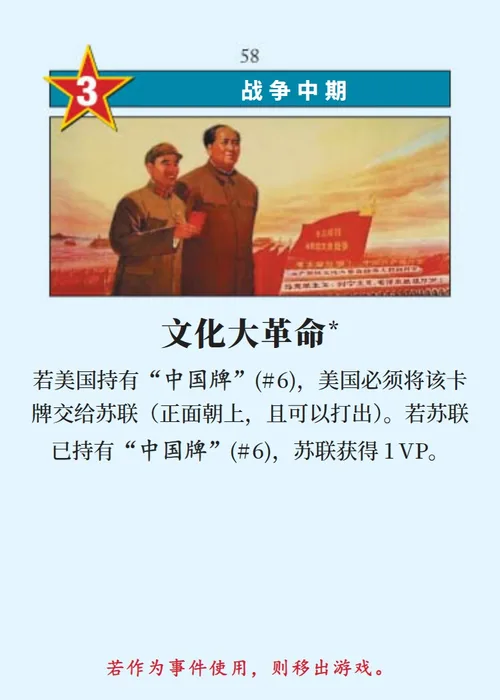 58
3
战争中期
文化大革命*
若美国持有“中国牌”(#6)，美国必须将该卡
牌交给苏联（正面朝上，且可以打出）。若苏联
已持有“中国牌”(#6)，苏联获得 1 VP。
若作为事件使用，则移出游戏。